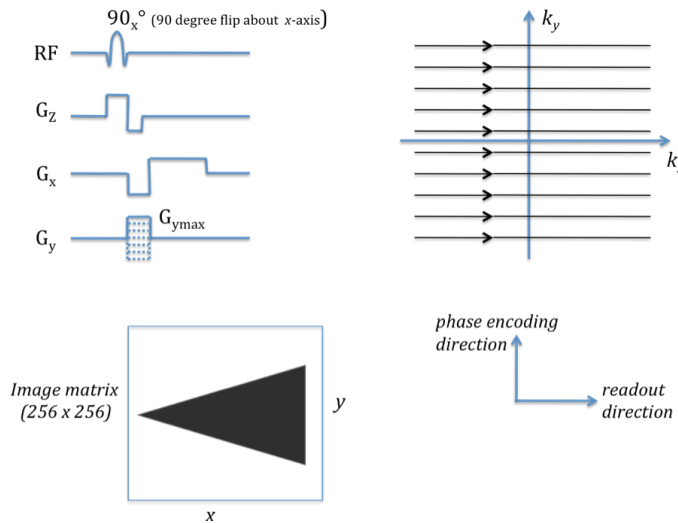 90x° (90 degree flip about x-axis)
RF
Gz
Gx
Gymax
Gy
ky
k
phase encoding
direction
readout
direction
Image matrix
(256 x 256)
y
x